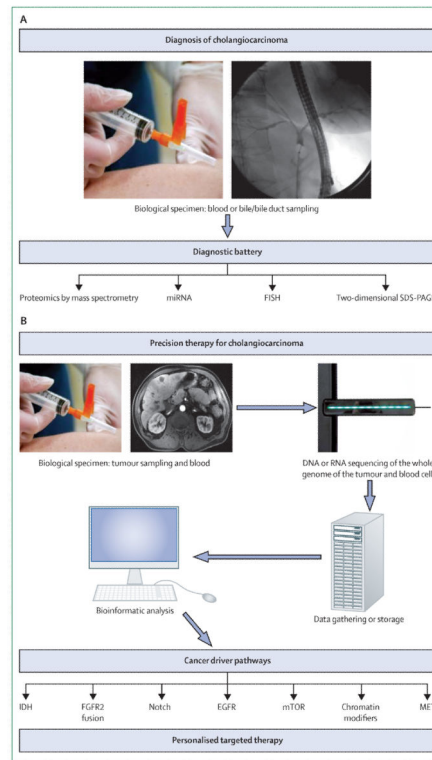 A
Diagnosis of cholangiocarcinoma
Biological specimen: blood or bile/bile duct sampling
Diagnostic battery
Proteomics by mass spectrometry
miRNA
FISH
Two-dimensional SDS-PAG
B
Precision therapy for cholangiocarcinoma
Biological specimen: tumour sampling and blood
DNA or RNA sequencing of the whole
genome of the tumour and blood cell
Bioinformatic analysis
Data gathering or storage
Cancer driver pathways
IDH
FGFR2
fusion
Notch
EGFR
mTOR
Chromatin
modifiers
MET
Personalised targeted therapy